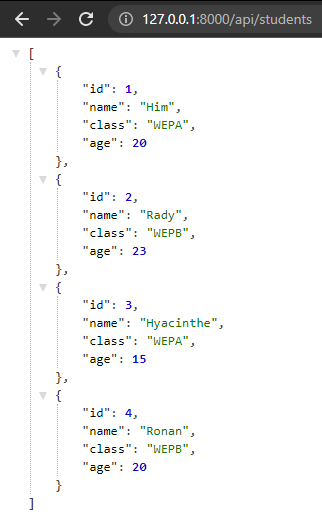 127.0.0.1:8000/api/students
[
{
"id": 1,
"name": "Him",
"class": "WEPA",
"age": 20
},
{
"id": 2,
"name": "Rady",
"class": "WEPB",
"age": 23
},
{
"id": 3,
"name": "Hyacinthe",
"class": "WEPA",
"age": 15
},
{
"id": 4,
"name": "Ronan",
"class": "WEPB",
"age": 20
}
]